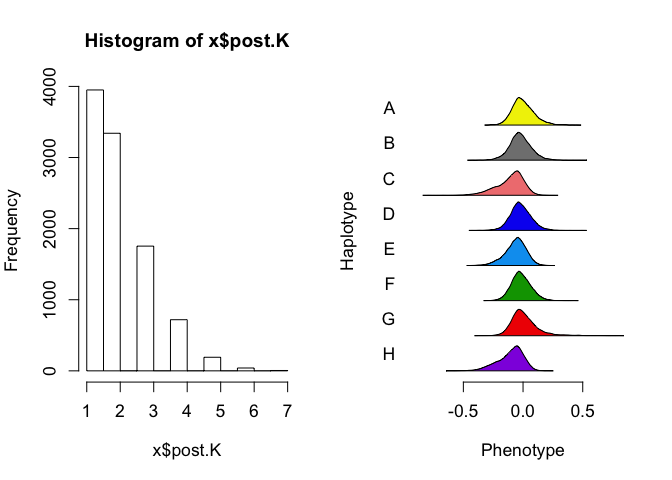 Histogram of x$post.K
Frequency
0
1000
2000
3000
4000
1 2 3 4 5 6 7
x$post.K
Haplotype
A
B
C
D
E
F
G
H
-0.5 0.0 0.5
Phenotype